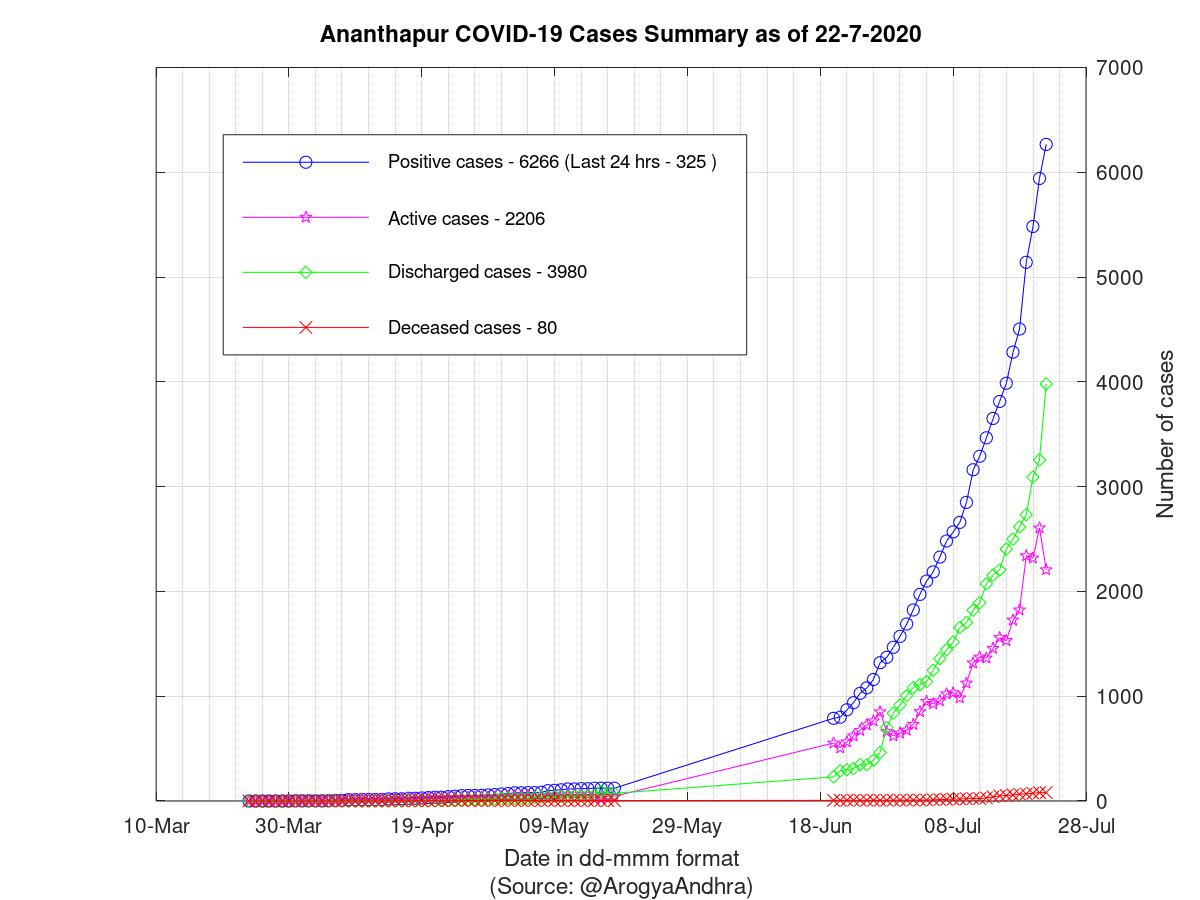 Ananthapur COVID-19 Cases Summary as of 22-7-2020
Positive cases - 6266 (Last 24 hrs - 325 )
Active cases - 2206
Discharged cases - 3980
Deceased cases - 80
7000
6000
5000
4000
3000
2000
1000
0
Number of cases
10-Mar
30-Mar
19-Apr
09-May
29-May
18-Jun
08-Jul
28-Jul
Date in dd-mmm format
(Source: @ArogyaAndhra)